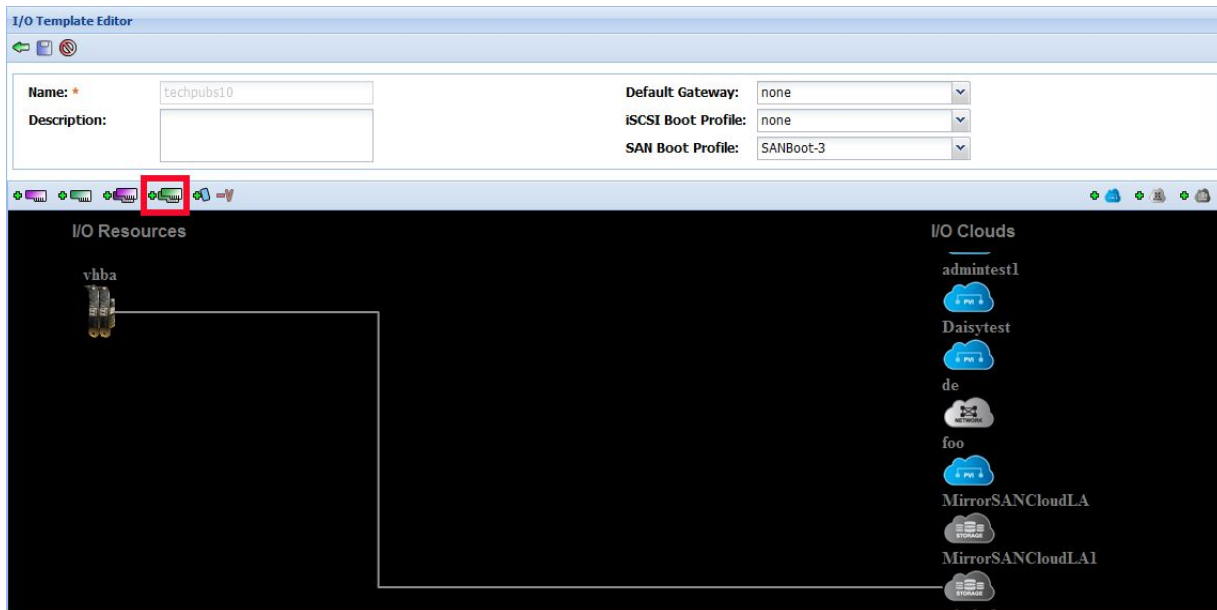 I/O Template Editor
Name: * techpubs10 Default Gateway: none
Description: iSCSI Boot Profile: none
SAN Boot Profile: SANBoot-3
I/O Resources I/O Clouds
vhba
admintest1
PVI
Daisytest
PVI
de
NETWORK
foo
PVI
MirrorSANCloudLA
STORAGE
MirrorSANCloudLA1
STORAGE